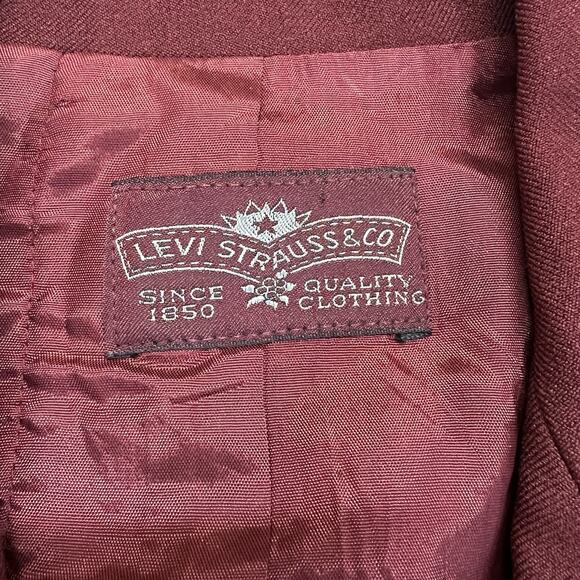 LEVI STRAUSS & CO
SINCE
1850
QUALITY
CLOTHING